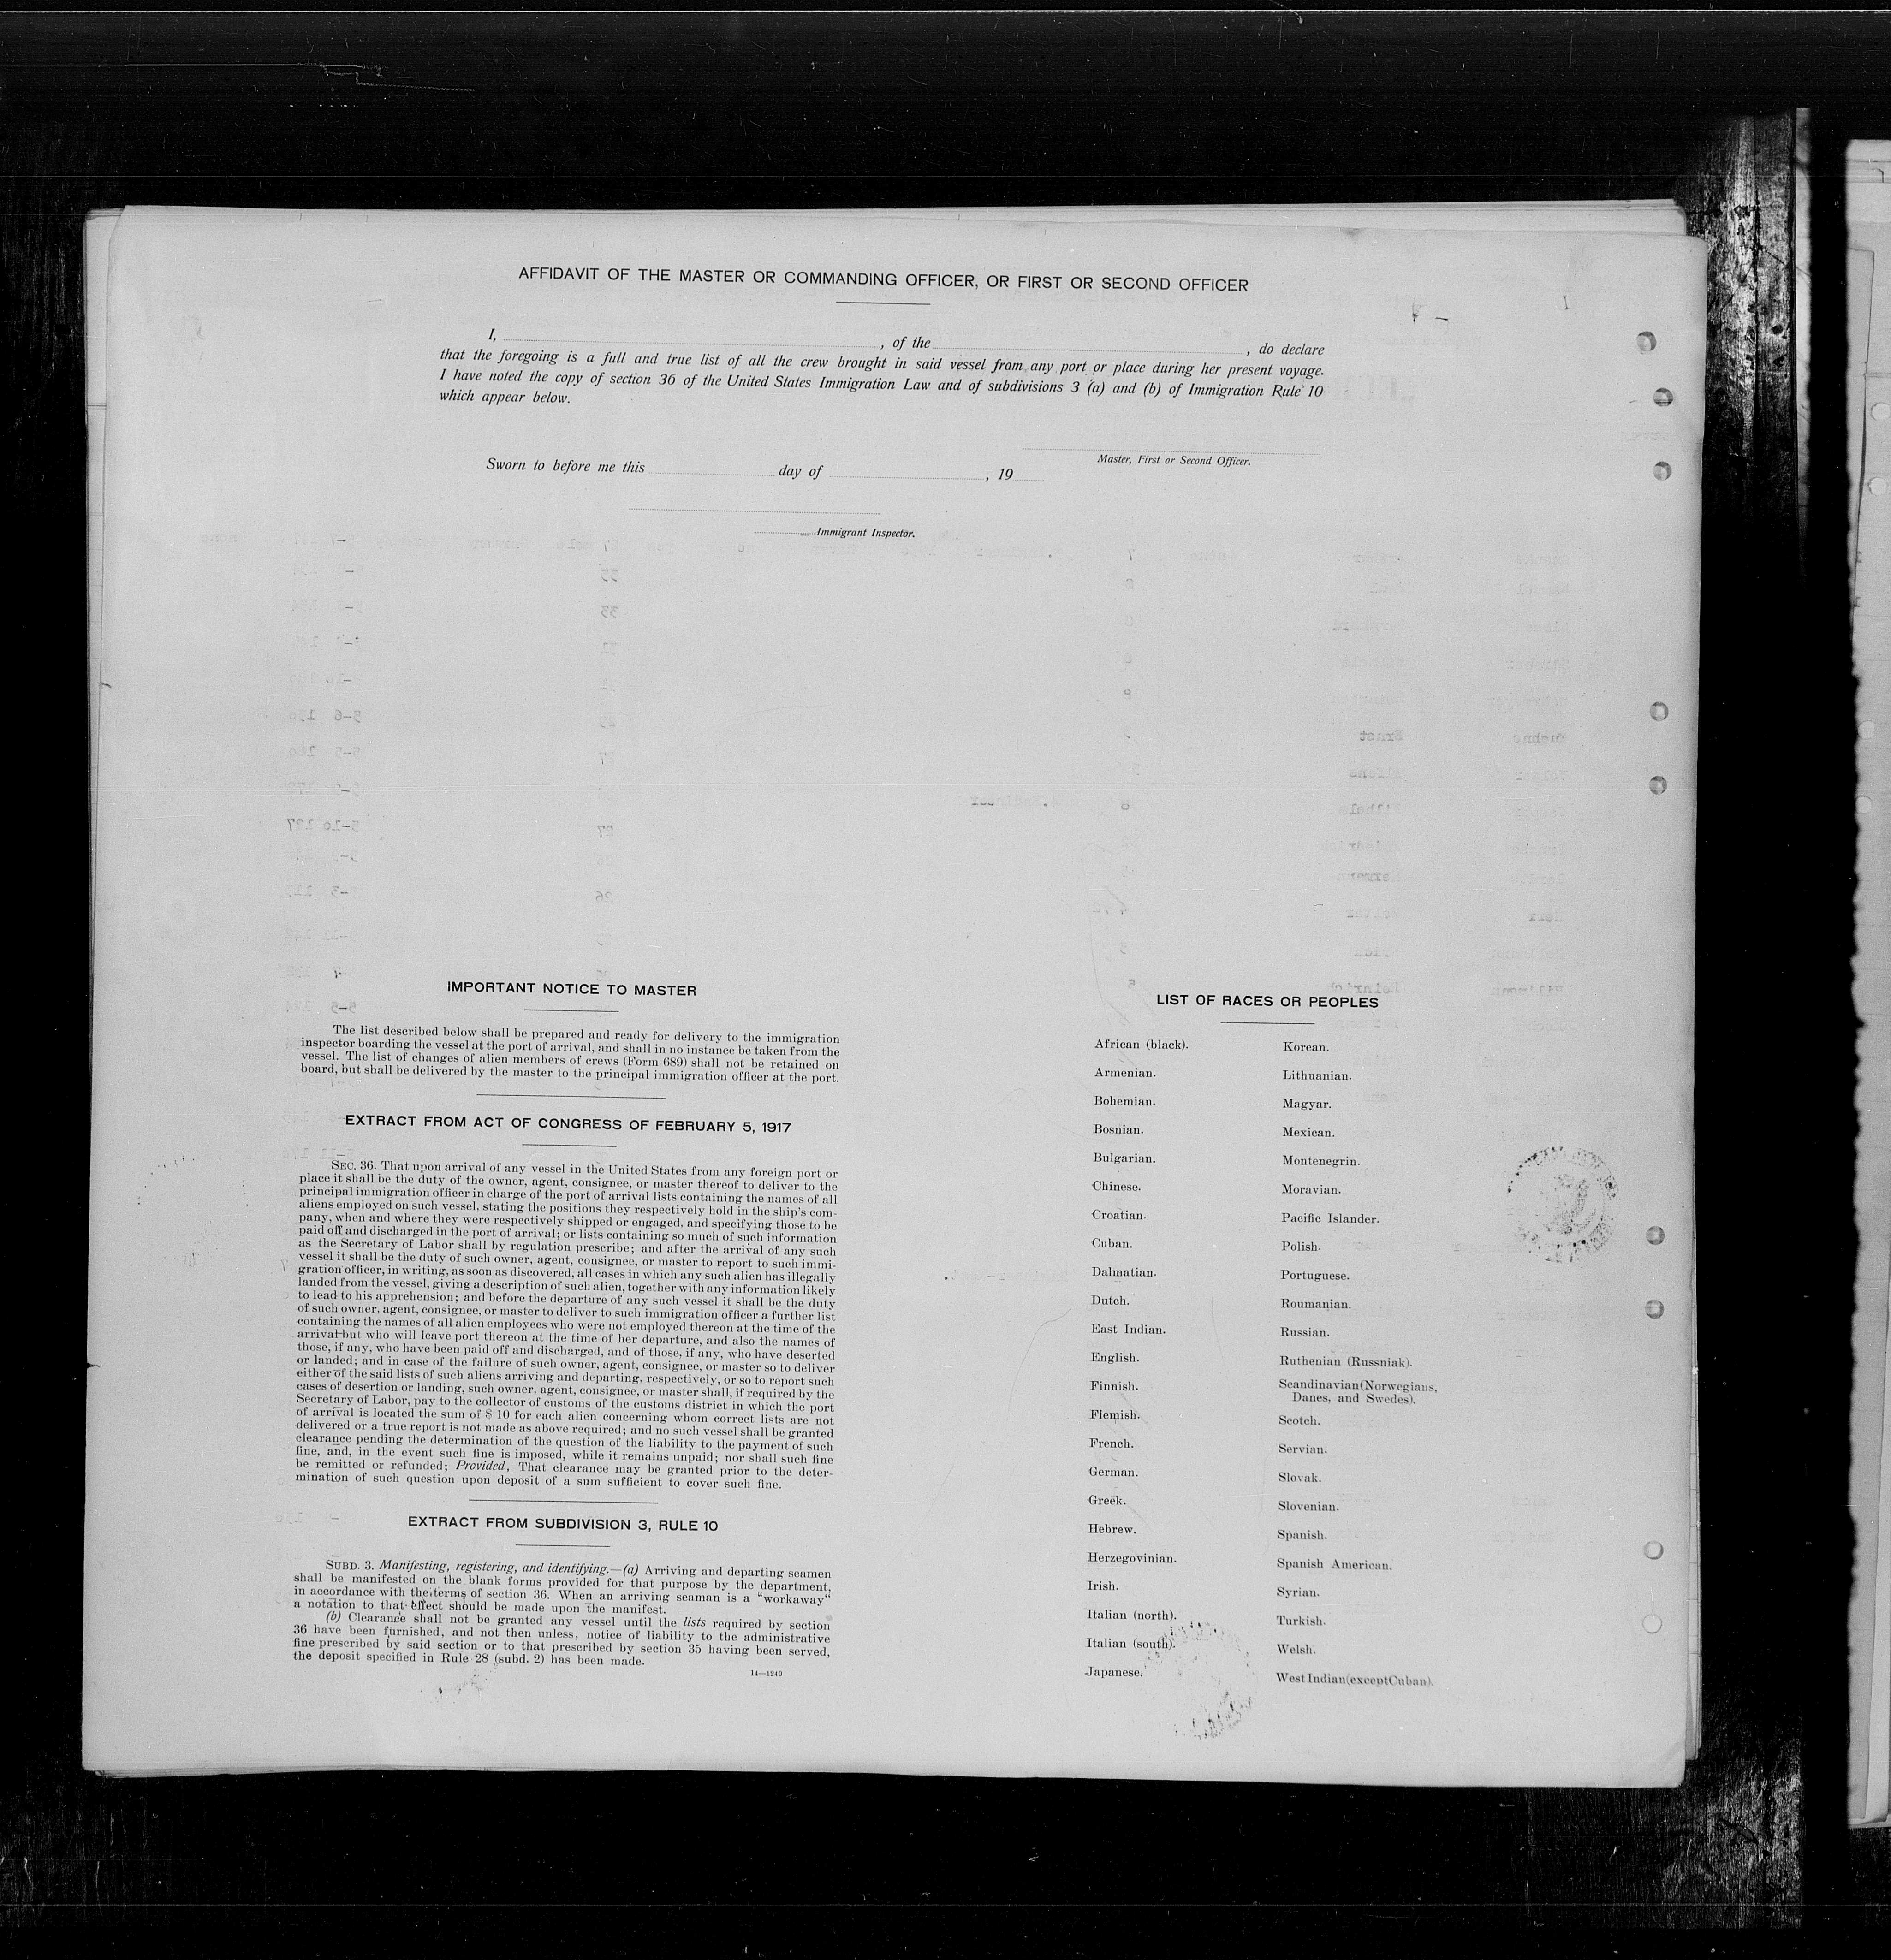 AFFIDAVIT OF THE MASTER OR COMMANDING OFFICER, OR FIRST OR SECOND OFFICER
I, , of the , do declare
that the foregoing is a full and true list of all the crew brought in said vessel from any port or place during her present voyage.
I have noted the copy of section 36 of the United States Immigration Law and of subdivisions 3 (a) and (b) of Immigration Rule 10
which appear below.
Master, First or Second Officer.
Sworn to before me this day of , 19
Immigrant Inspector.
IMPORTANT NOTICE TO MASTER
The list described below shall be prepared and ready for delivery to the immigration
inspector boarding the vessel at the port of arrival, and shall in no instance be taken from the
vessel. The list of changes of alien members of crews (Form 689) shall not be retained on
board, but shall be delivered by the master to the principal immigration officer at the port.
EXTRACT FROM ACT OF CONGRESS OF FEBRUARY 5, 1917
SEC. 36. That upon arrival of any vessel in the United States from any foreign port or
place it shall be the duty of the owner, agent, consignee, or master thereof to deliver to the
principal immigration officer in charge of the port of arrival lists containing the names of all
aliens employed on such vessel, stating the positions they respectively hold in the ship's com-
pany, when and where they were respectively shipped or engaged, and specifying those to be
paid off and discharged in the port of arrival; or lists containing so much of such information
as the Secretary of Labor shall by regulation prescribe; and after the arrival of any such
vessel it shall be the duty of such owner, agent, consignee, or master to report to such immi-
gration officer, in writing, as soon as discovered, all cases in which any such alien has illegally
landed from the vessel, giving a description of such alien, together with any information likely
to lead to his apprehension; and before the departure of any such vessel it shall be the duty
of such owner, agent, consignee, or master to deliver to such immigration officer a further list
containing the names of all alien employees who were not employed thereon at the time of the
arrival but who will leave port thereon at the time of her departure, and also the names of
those, if any, who have been paid off and discharged, and of those, if any, who have deserted
or landed; and in case of the failure of such owner, agent, consignee, or master so to deliver
either of the said lists of such aliens arriving and departing, respectively, or so to report such
cases of desertion or landing, such owner, agent, consignee, or master shall, if required by the
Secretary of Labor, pay to the collector of customs of the customs district in which the port
of arrival is located the sum of $ 10 for each alien concerning whom correct lists are not
delivered or a true report is not made as above required; and no such vessel shall be granted
clearance pending the determination of the question of the liability to the payment of such
fine, and, in the event such fine is imposed, while it remains unpaid; nor shall such fine
be remitted or refunded; Provided, That clearance may be granted prior to the deter-
mination of such question upon deposit of a sum sufficient to cover such fine.
EXTRACT FROM SUBDIVISION 3, RULE 10
SUBD. 3. Manifesting, registering, and identifying.—(a) Arriving and departing seamen
shall be manifested on the blank forms provided for that purpose by the department,
in accordance with the terms of section 36. When an arriving seaman is a “workaway”
a notation to that effect should be made upon the manifest.
(b) Clearance shall not be granted any vessel until the lists required by section
36 have been furnished, and not then unless, notice of liability to the administrative
fine prescribed by said section or to that prescribed by section 35 having been served,
the deposit specified in Rule 28 (subd. 2) has been made.
14—1240
LIST OF RACES OR PEOPLES
African (black).
Armenian.
Bohemian.
Bosnian.
Bulgarian.
Chinese.
Croatian.
Cuban.
Dalmatian.
Dutch.
East Indian.
English.
Finnish.
Flemish.
French.
German.
Greek.
Hebrew.
Herzegovinian.
Irish.
Italian (north).
Italian (south).
Japanese.
Korean.
Lithuanian.
Magyar.
Mexican.
Montenegrin.
Moravian.
Pacific Islander.
Polish.
Portuguese.
Roumanian.
Russian.
Ruthenian (Russniak).
Scandinavian (Norwegians,
Danes, and Swedes).
Scotch.
Servian.
Slovak.
Slovenian.
Spanish.
Spanish American.
Syrian.
Turkish.
Welsh.
West Indian (except Cuban).